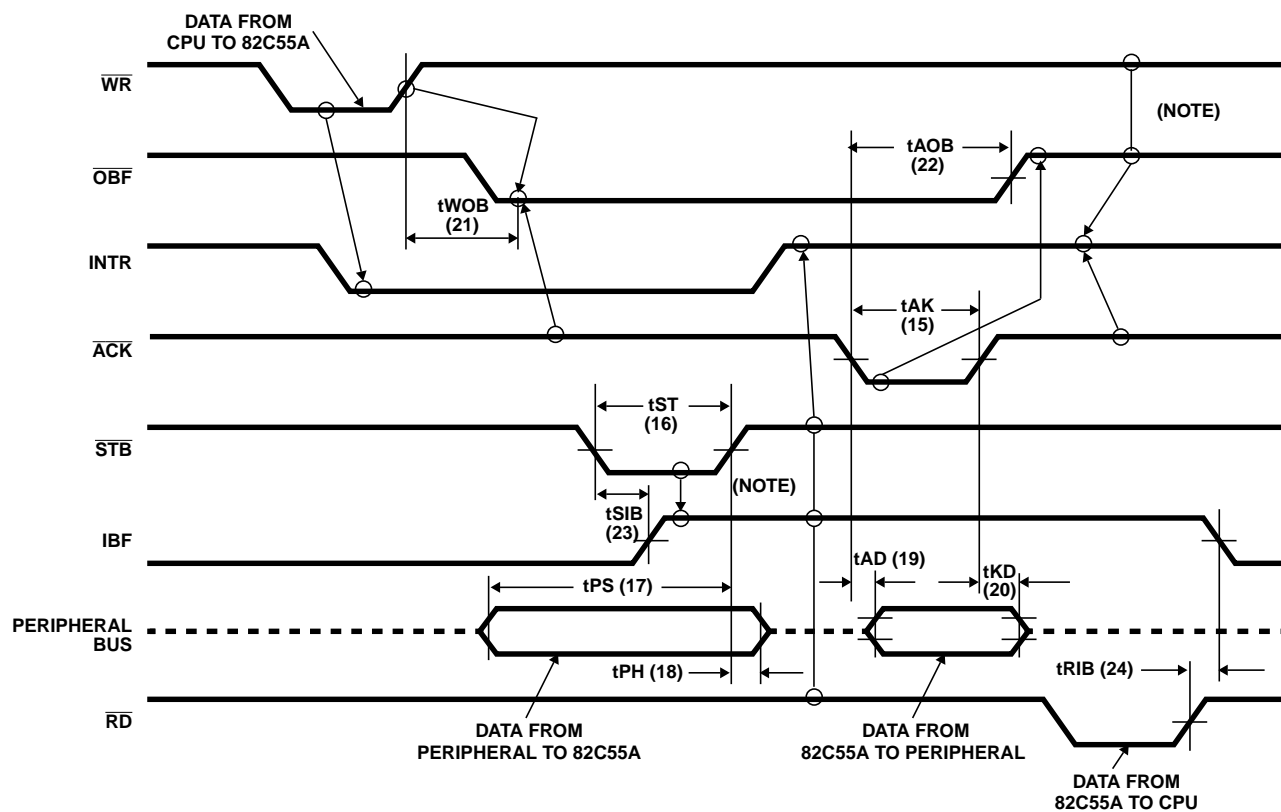 DATA FROM
CPU TO 82C55A
WR
(NOTE)
tAOB
(22)
OBF
tWOB
(21)
INTR
tAK
(15)
ACK
tST
(16)
STB
(NOTE)
tSIB
(23)
IBF
tAD (19)
tKD
(20)
tPS (17)
PERIPHERAL
BUS
tPH (18)
tRIB (24)
RD
DATA FROM
PERIPHERAL TO 82C55A
DATA FROM
82C55A TO PERIPHERAL
DATA FROM
82C55A TO CPU